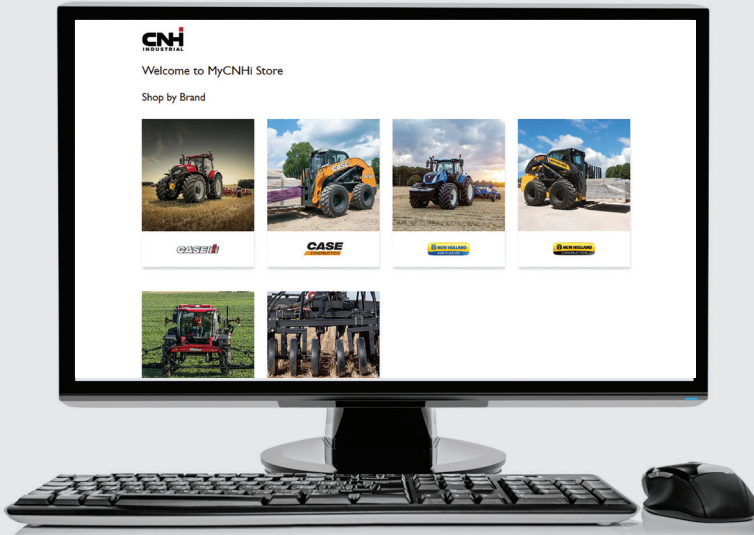 CNHi
INDUSTRIAL
Welcome to MyCNHi Store
Shop by Brand
CASE
CASE IH
CASE
CONSTRUCTION
NEW HOLLAND
AGRICULTURE
NEW HOLLAND
CONSTRUCTION